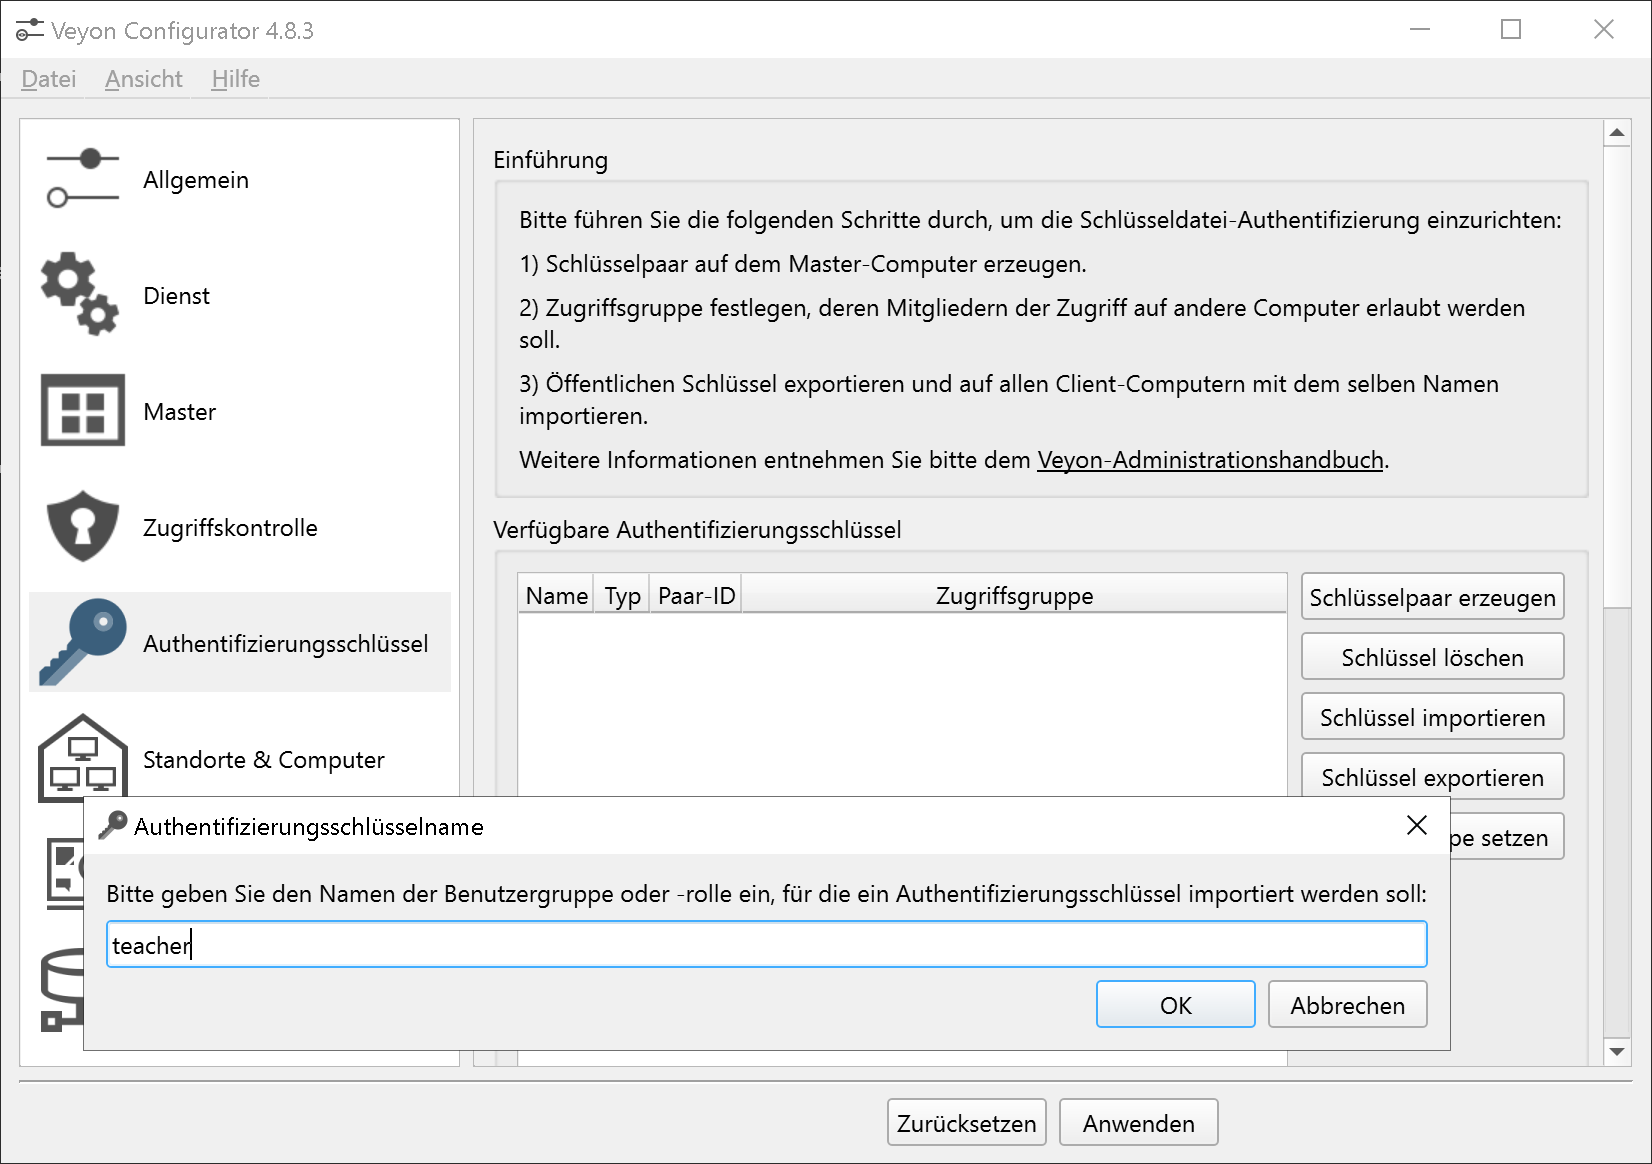 Veyon Configurator 4.8.3
Datei Ansicht Hilfe
Allgemein
Dienst
Master
Zugriffskontrolle
Authentifizierungsschlüssel
Standorte & Computer
Einführung
Bitte führen Sie die folgenden Schritte durch, um die Schlüsseldatei-Authentifizierung einzurichten:
1) Schlüsselpaar auf dem Master-Computer erzeugen.
2) Zugriffsgruppe festlegen, deren Mitgliedern der Zugriff auf andere Computer erlaubt werden
soll.
3) Öffentlichen Schlüssel exportieren und auf allen Client-Computern mit dem selben Namen
importieren.
Weitere Informationen entnehmen Sie bitte dem Veyon-Administrationshandbuch.
Verfügbare Authentifizierungsschlüssel
Name Typ Paar-ID Zugriffsgruppe
Schlüsselpaar erzeugen
Schlüssel löschen
Schlüssel importieren
Schlüssel exportieren
pe setzen
Authentifizierungsschlüsselname
Bitte geben Sie den Namen der Benutzergruppe oder -rolle ein, für die ein Authentifizierungsschlüssel importiert werden soll:
teacher
OK Abbrechen
Zurücksetzen Anwenden